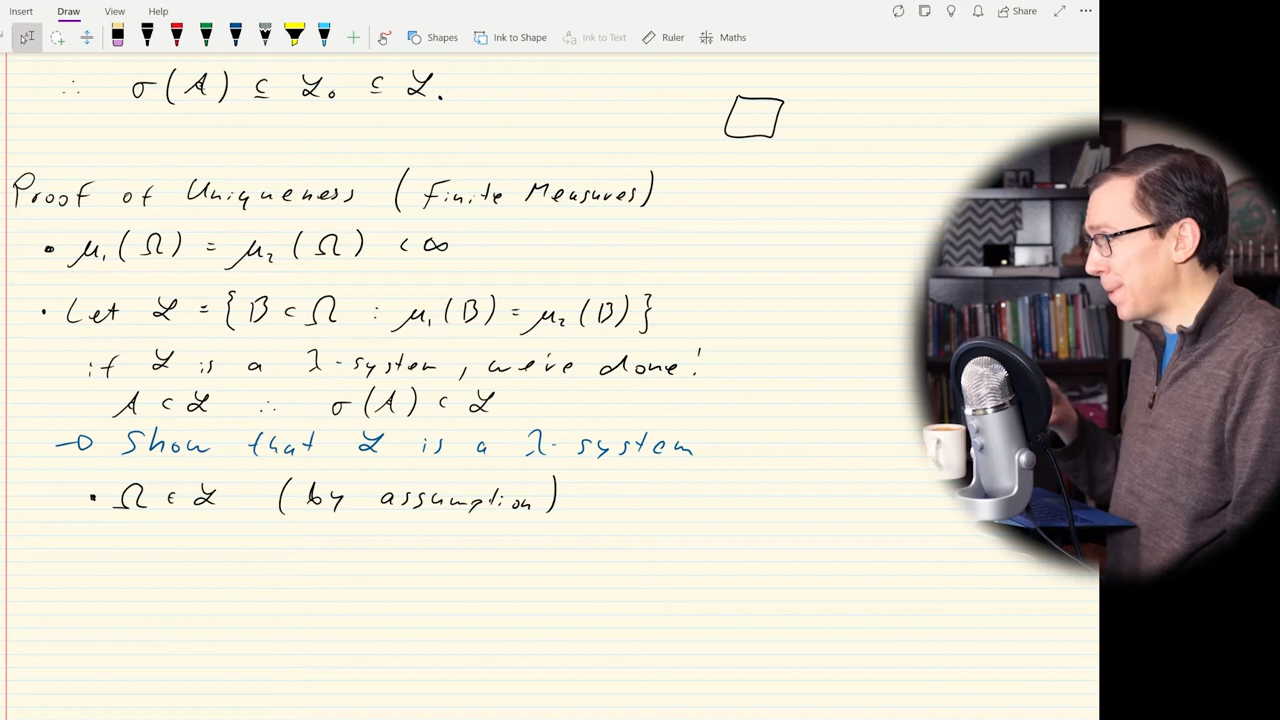 Insert Draw View Help
Share
Shapes Ink to Shape Ink to Text Ruler Maths
∴ σ(A) ⊆ ℒ₀ ⊆ ℒ.
Proof of Uniqueness (Finite Measures)
• μ₁(Ω) = μ₂(Ω) < ∞
• Let ℒ = {B ⊂ Ω : μ₁(B) = μ₂(B)}
if ℒ is a λ-system, we're done!
A ⊂ ℒ ∴ σ(A) ⊂ ℒ
→ Show that ℒ is a λ-system
• Ω ∈ ℒ (by assumption)